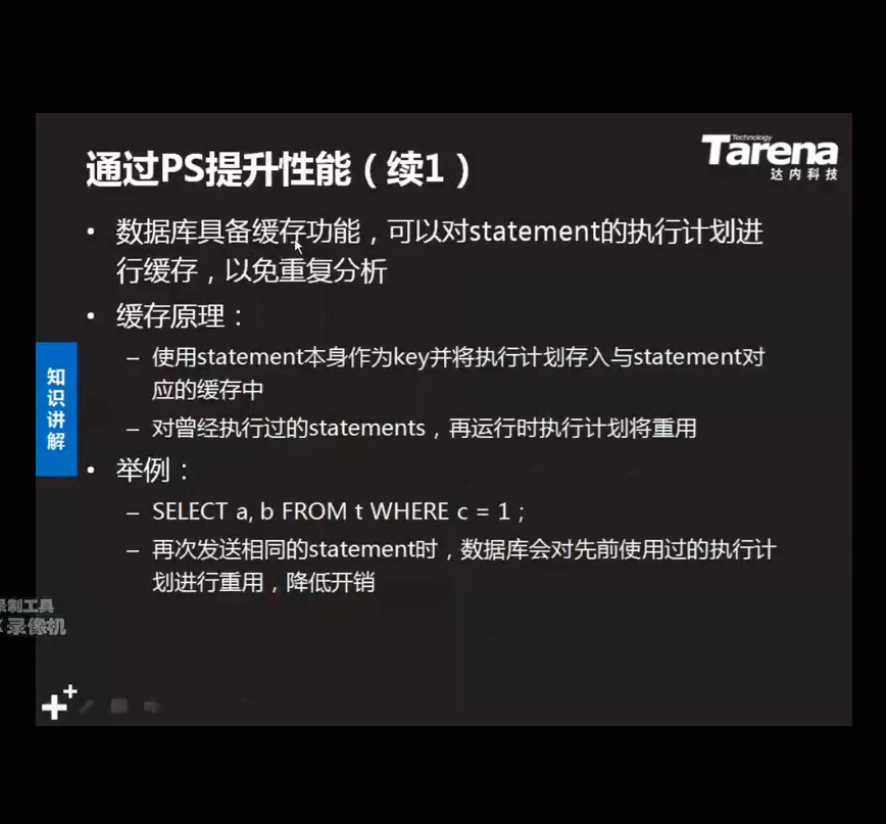 Technology
Tarena
达内科技
通过PS提升性能（续1）
• 数据库具备缓存功能，可以对statement的执行计划进
行缓存，以免重复分析
• 缓存原理：
– 使用statement本身作为key并将执行计划存入与statement对
应的缓存中
– 对曾经执行过的statements，再运行时执行计划将重用
知识讲解
• 举例：
– SELECT a, b FROM t WHERE c = 1；
– 再次发送相同的statement时，数据库会对先前使用过的执行计
划进行重用，降低开销
录制工具
录像机